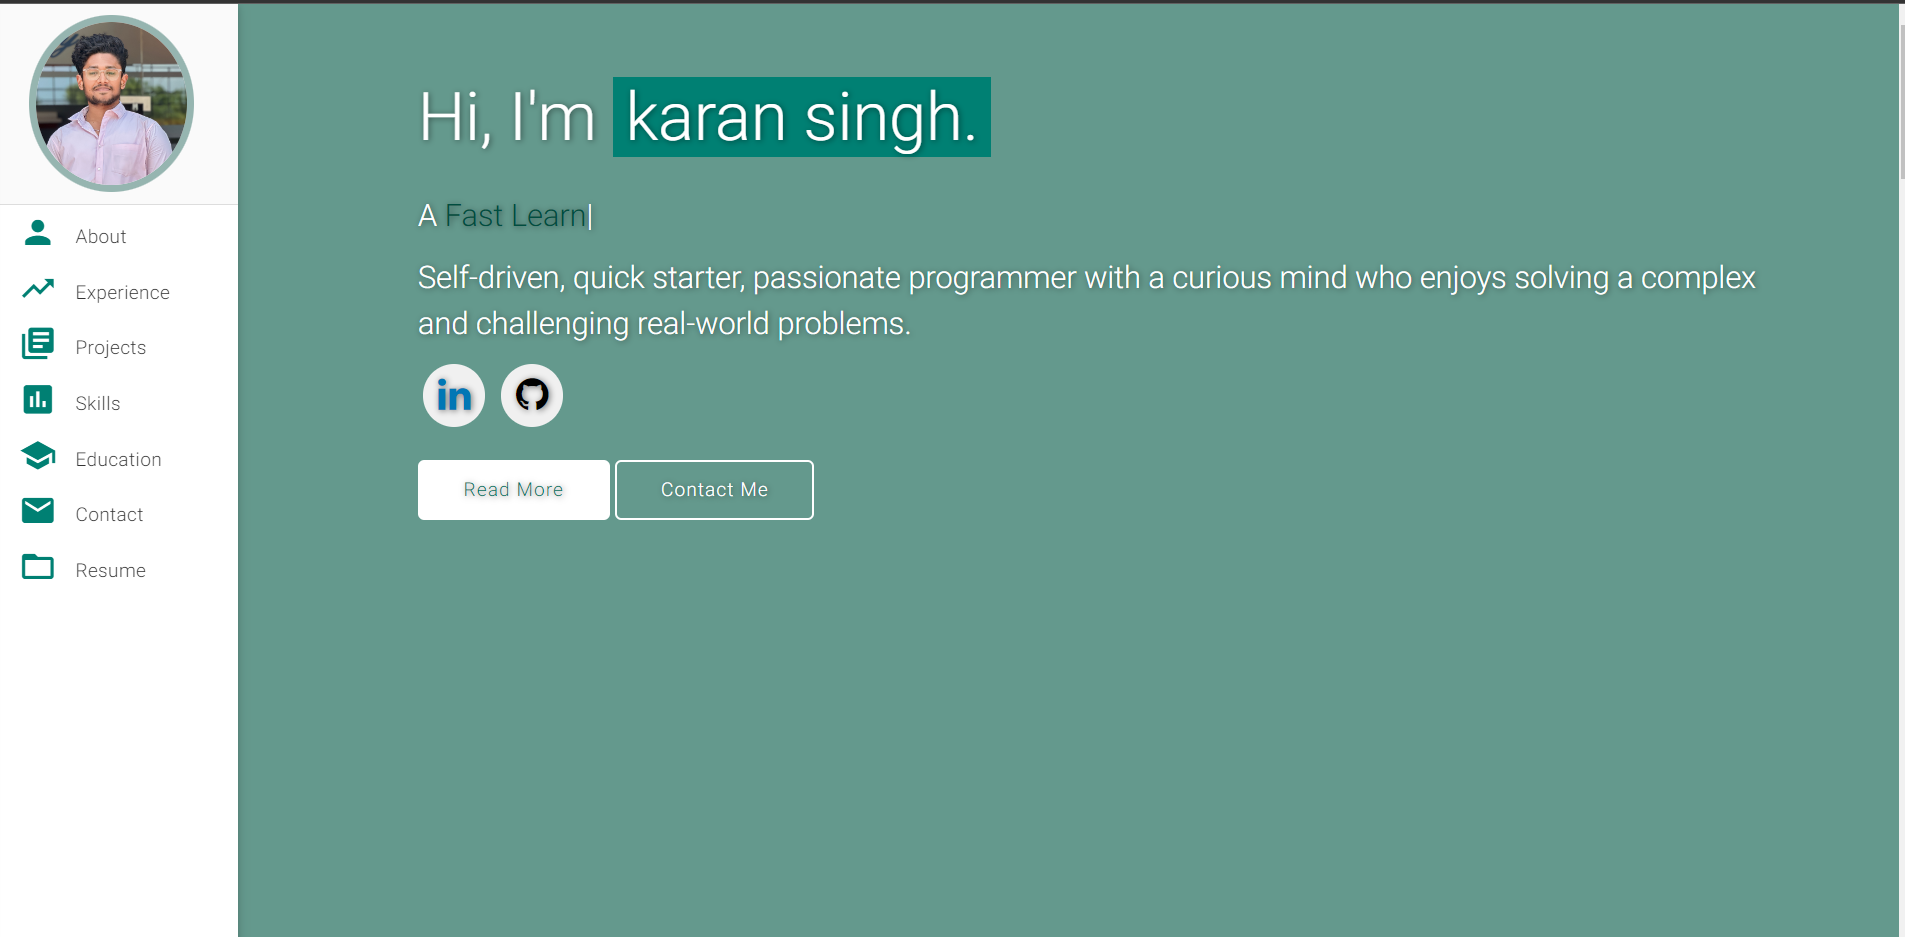 Hi, I'm karan singh.
A Fast Learn|
Self-driven, quick starter, passionate programmer with a curious mind who enjoys solving a complex
and challenging real-world problems.
in
Read More
Contact Me
About
Experience
Projects
Skills
Education
Contact
Resume